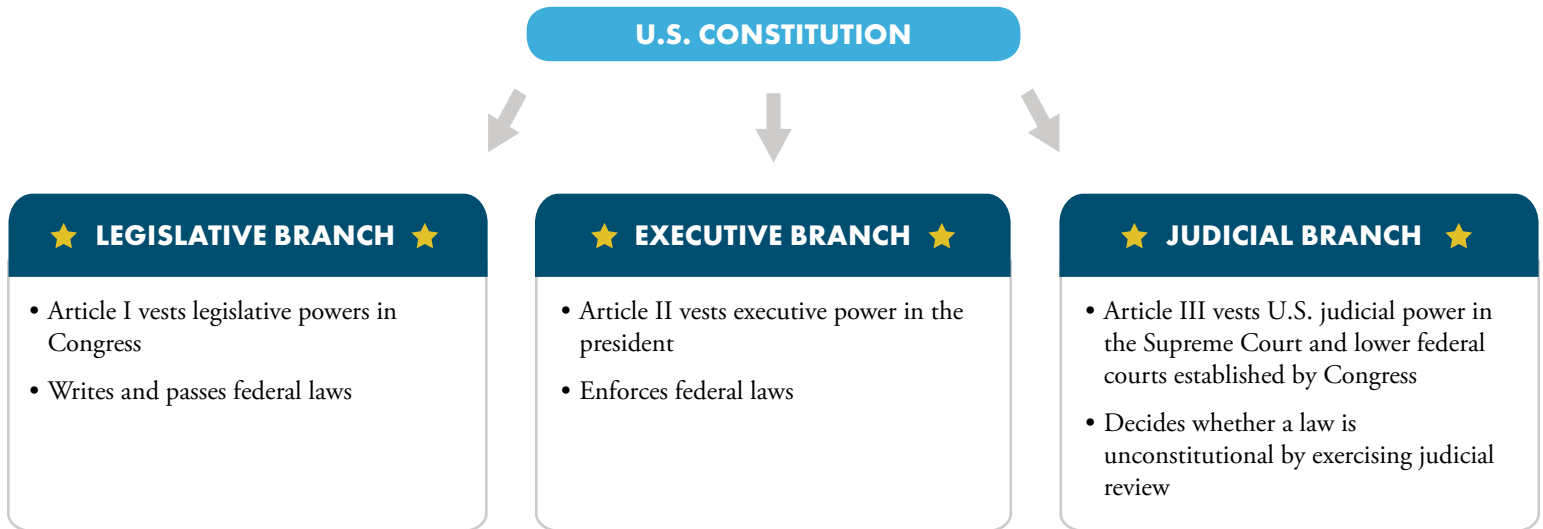 U.S. CONSTITUTION
LEGISLATIVE BRANCH
• Article I vests legislative powers in
Congress
• Writes and passes federal laws
EXECUTIVE BRANCH
• Article II vests executive power in the
president
• Enforces federal laws
JUDICIAL BRANCH
• Article III vests U.S. judicial power in
the Supreme Court and lower federal
courts established by Congress
• Decides whether a law is
unconstitutional by exercising judicial
review